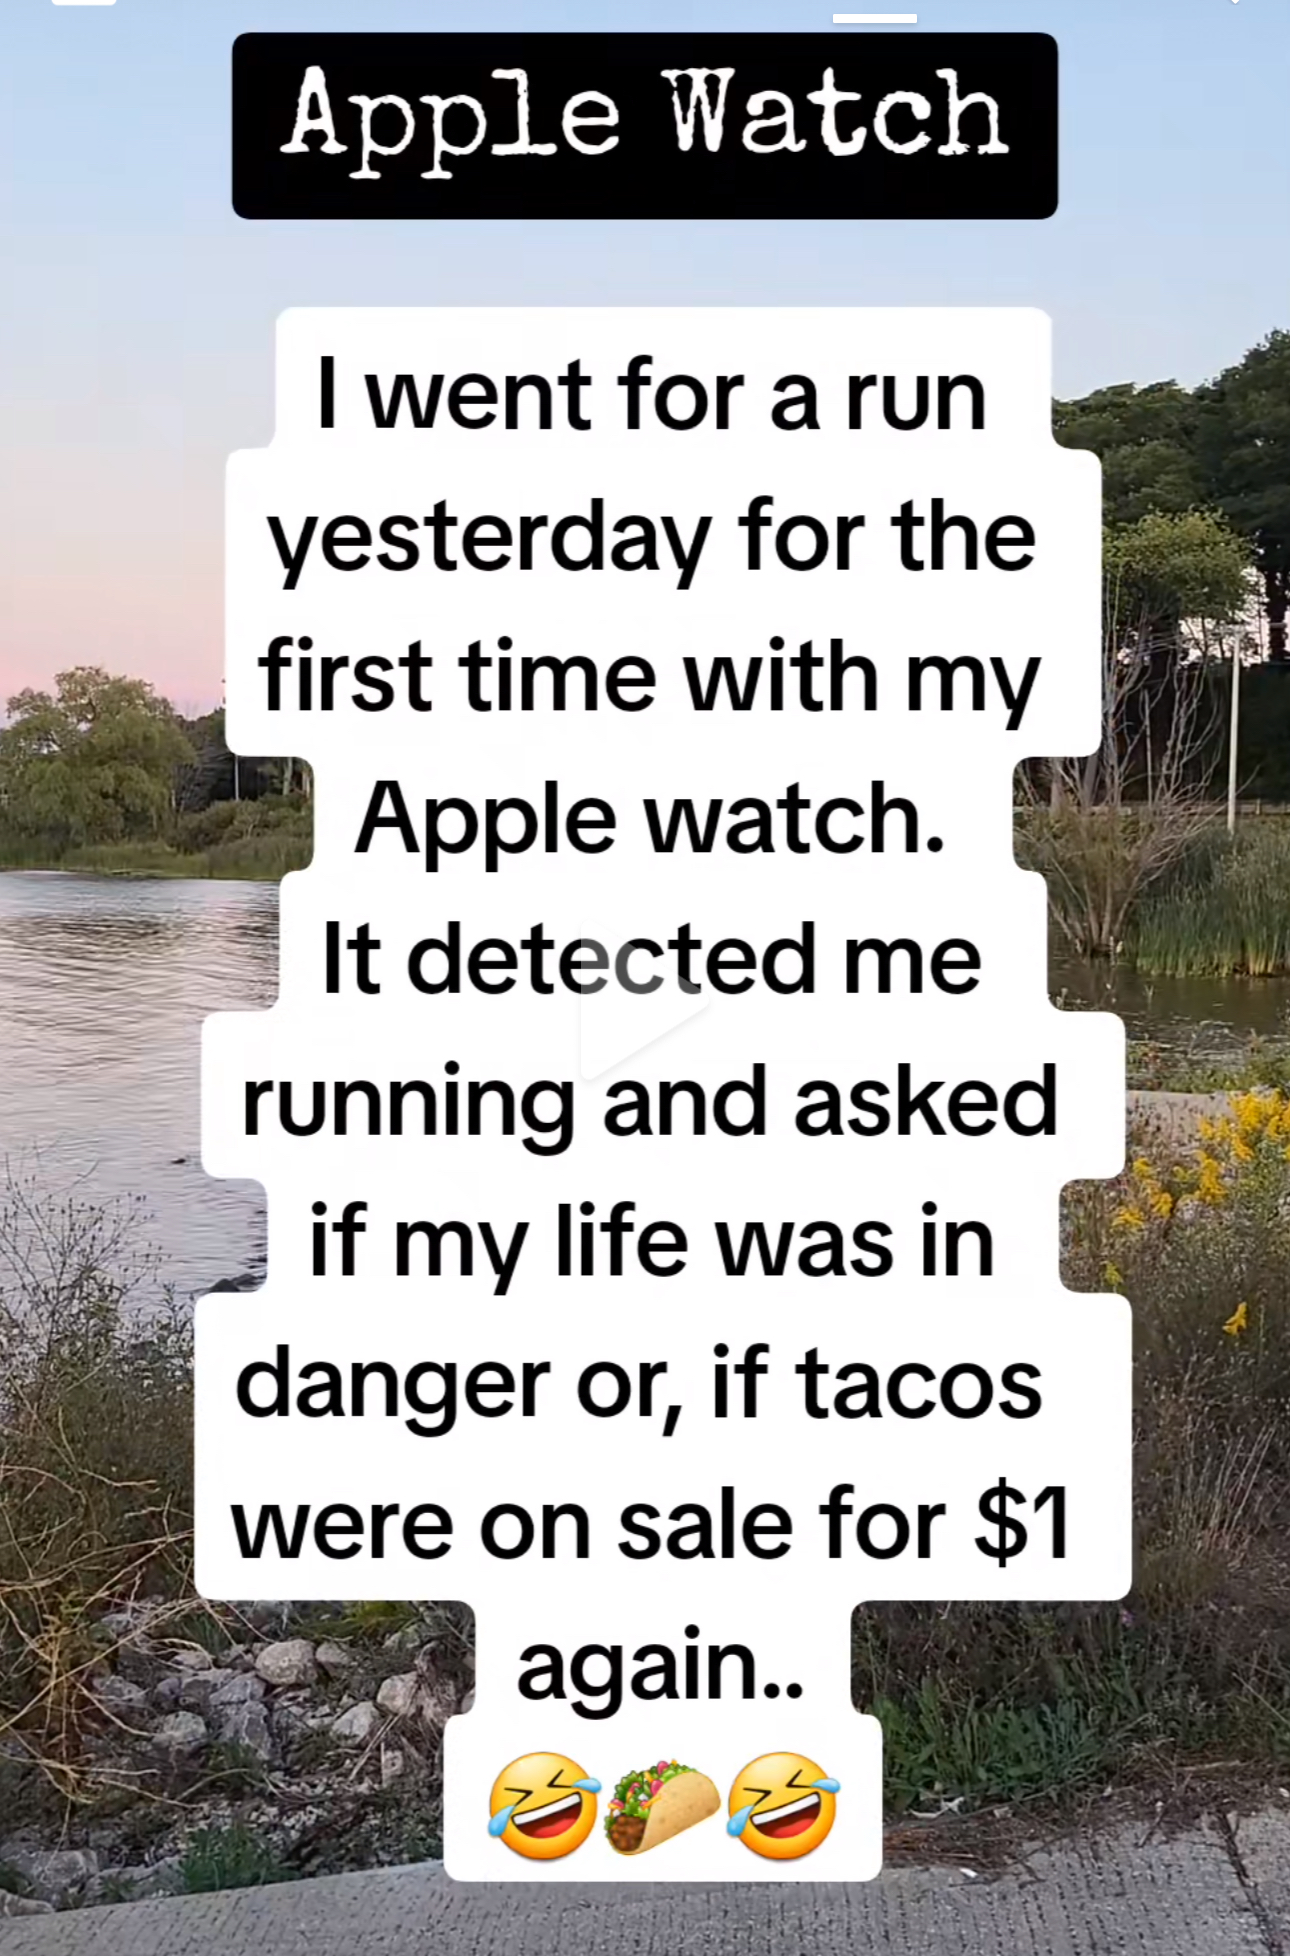 Apple Watch
I went for a run
yesterday for the
first time with my
Apple watch.
It detected me
running and asked
if my life was in
danger or, if tacos
were on sale for $1
again..
🤣🌮🤣